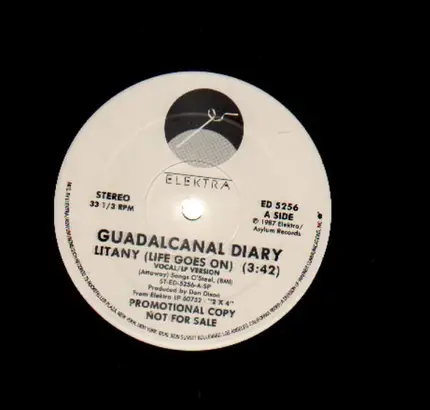 ELEKTRA
STEREO
33 1/3 RPM
ED 5256
A SIDE
℗ 1987 Elektra/
Asylum Records
GUADALCANAL DIARY
LITANY (LIFE GOES ON) (3:42)
VOCAL/LP VERSION
(Attaway) Songs O'Steel, (BMI)
ST-ED-5256-A-SP
Produced by Don Dixon
From Elektra LP 60752 "2 X 4"
PROMOTIONAL COPY
NOT FOR SALE